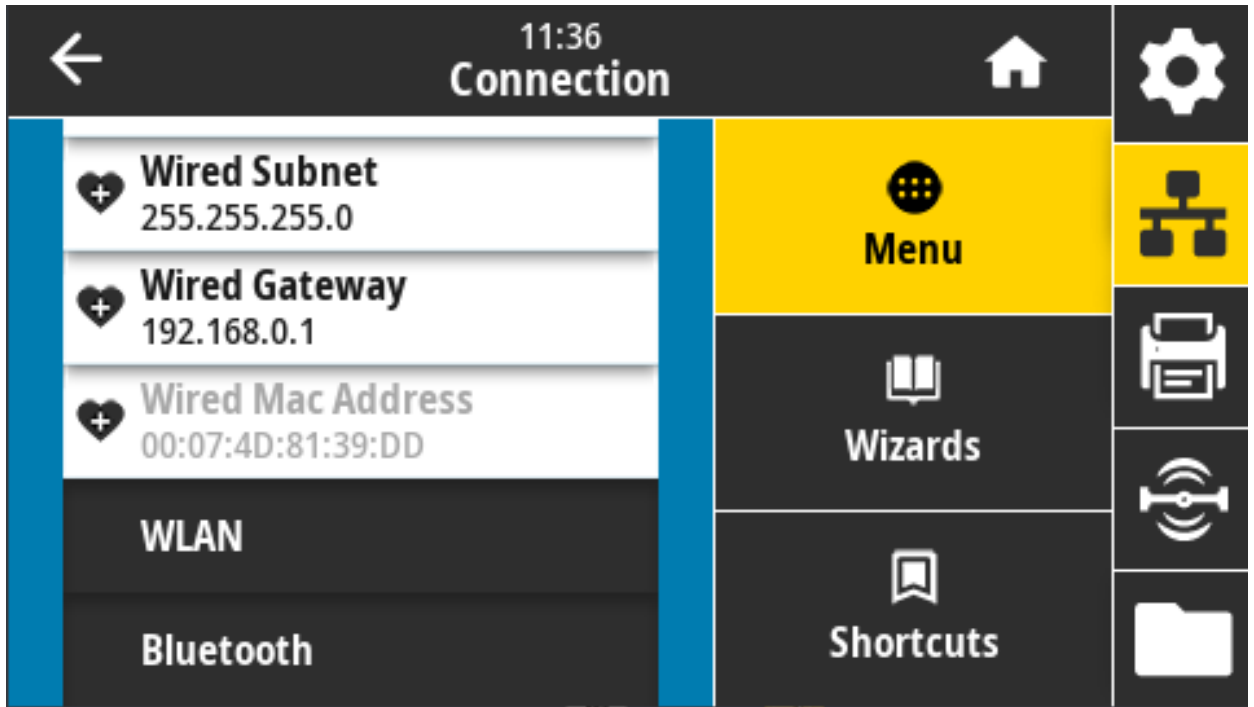 11:36
Connection
Wired Subnet
255.255.255.0
Wired Gateway
192.168.0.1
Wired Mac Address
00:07:4D:81:39:DD
WLAN
Bluetooth
Menu
Wizards
Shortcuts